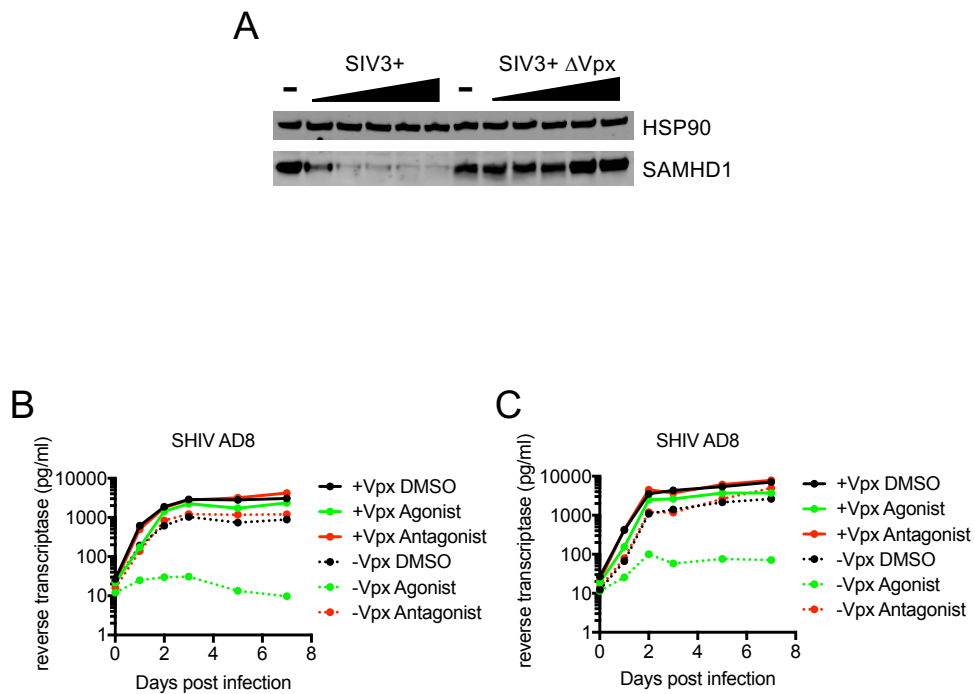 A
SIV3+ SIV3+ ΔVpx
– –
HSP90
SAMHD1
B
SHIV AD8
reverse transcriptase (pg/ml)
10000
1000
100
10
1
0 2 4 6 8
Days post infection
+Vpx DMSO
+Vpx Agonist
+Vpx Antagonist
-Vpx DMSO
-Vpx Agonist
-Vpx Antagonist
C
SHIV AD8
reverse transcriptase (pg/ml)
10000
1000
100
10
1
0 2 4 6 8
Days post infection
+Vpx DMSO
+Vpx Agonist
+Vpx Antagonist
-Vpx DMSO
-Vpx Agonist
-Vpx Antagonist